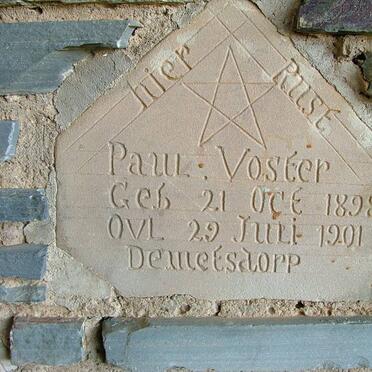 Hier Rust
Paul. Voster
Geb 21 Oct 1898
Ovl 29 Juli 1901
Demetsdorp